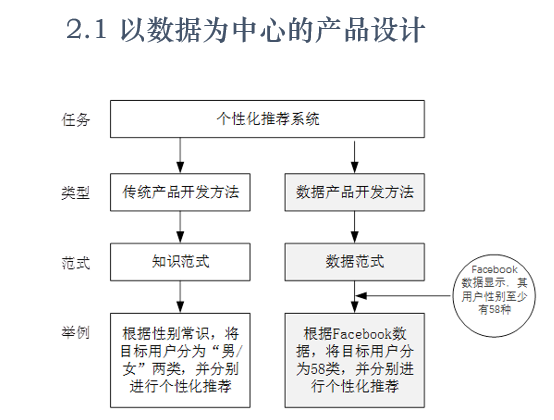 2.1 以数据为中心的产品设计
任务
个性化推荐系统
类型
传统产品开发方法
数据产品开发方法
范式
知识范式
数据范式
Facebook
数据显示，其
用户性别至少
有58种
举例
根据性别常识，将
目标用户分为“男/
女”两类，并分别
进行个性化推荐
根据Facebook数
据，将目标用户分
为58类，并分别进
行个性化推荐